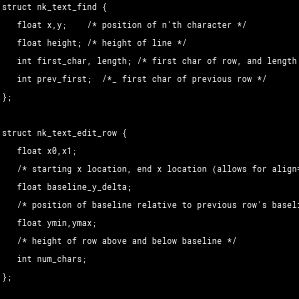 struct nk_text_find {
float x,y;    /* position of n'th character */
float height; /* height of line */
int first_char, length; /* first char of row, and length
int prev_first;  /*_ first char of previous row */
};
struct nk_text_edit_row {
float x0,x1;
/* starting x location, end x location (allows for align=
float baseline_y_delta;
/* position of baseline relative to previous row's baseli
float ymin,ymax;
/* height of row above and below baseline */
int num_chars;
};